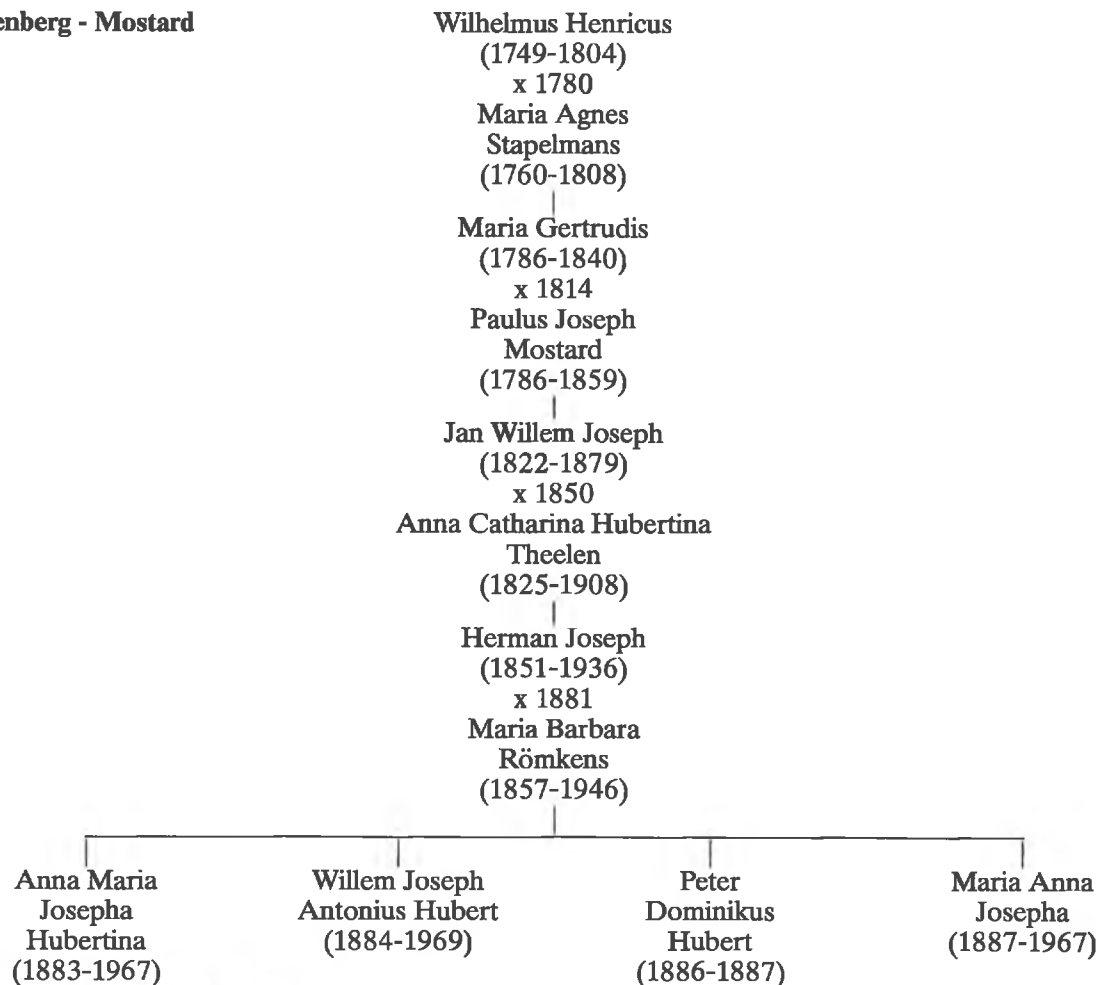 - Mostard
Wilhelmus Henricus
(1749-1804)
x 1780
Maria Agnes
Stapelmans
(1760-1808)
Maria Gertrudis
(1786-1840)
x 1814
Paulus Joseph
Mostard
(1786-1859)
Jan Willem Joseph
(1822-1879)
x 1850
Anna Catharina Hubertina
Theelen
(1825-1908)
Herman Joseph
(1851-1936)
x 1881
Maria Barbara
Römkens
(1857-1946)
Anna Maria
Josepha
Hubertina
(1883-1967)
Willem Joseph
Antonius Hubert
(1884-1969)
Peter
Dominikus
Hubert
(1886-1887)
Maria Anna
Josepha
(1887-1967)